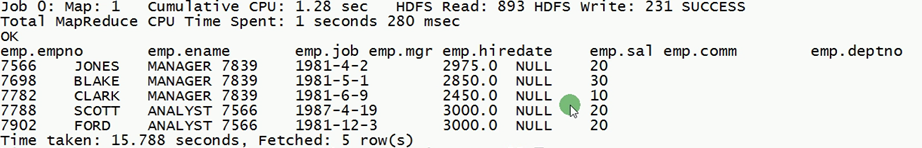 Job 0: Map: 1   Cumulative CPU: 1.28 sec   HDFS Read: 893 HDFS Write: 231 SUCCESS
Total MapReduce CPU Time Spent: 1 seconds 280 msec
OK
emp.empno       emp.ename       emp.job emp.mgr emp.hiredate    emp.sal emp.comm        emp.deptno
7566    JONES   MANAGER 7839    1981-4-2        2975.0  NULL    20
7698    BLAKE   MANAGER 7839    1981-5-1        2850.0  NULL    30
7782    CLARK   MANAGER 7839    1981-6-9        2450.0  NULL    10
7788    SCOTT   ANALYST 7566    1987-4-19       3000.0  NULL    20
7902    FORD    ANALYST 7566    1981-12-3       3000.0  NULL    20
Time taken: 15.788 seconds, Fetched: 5 row(s)